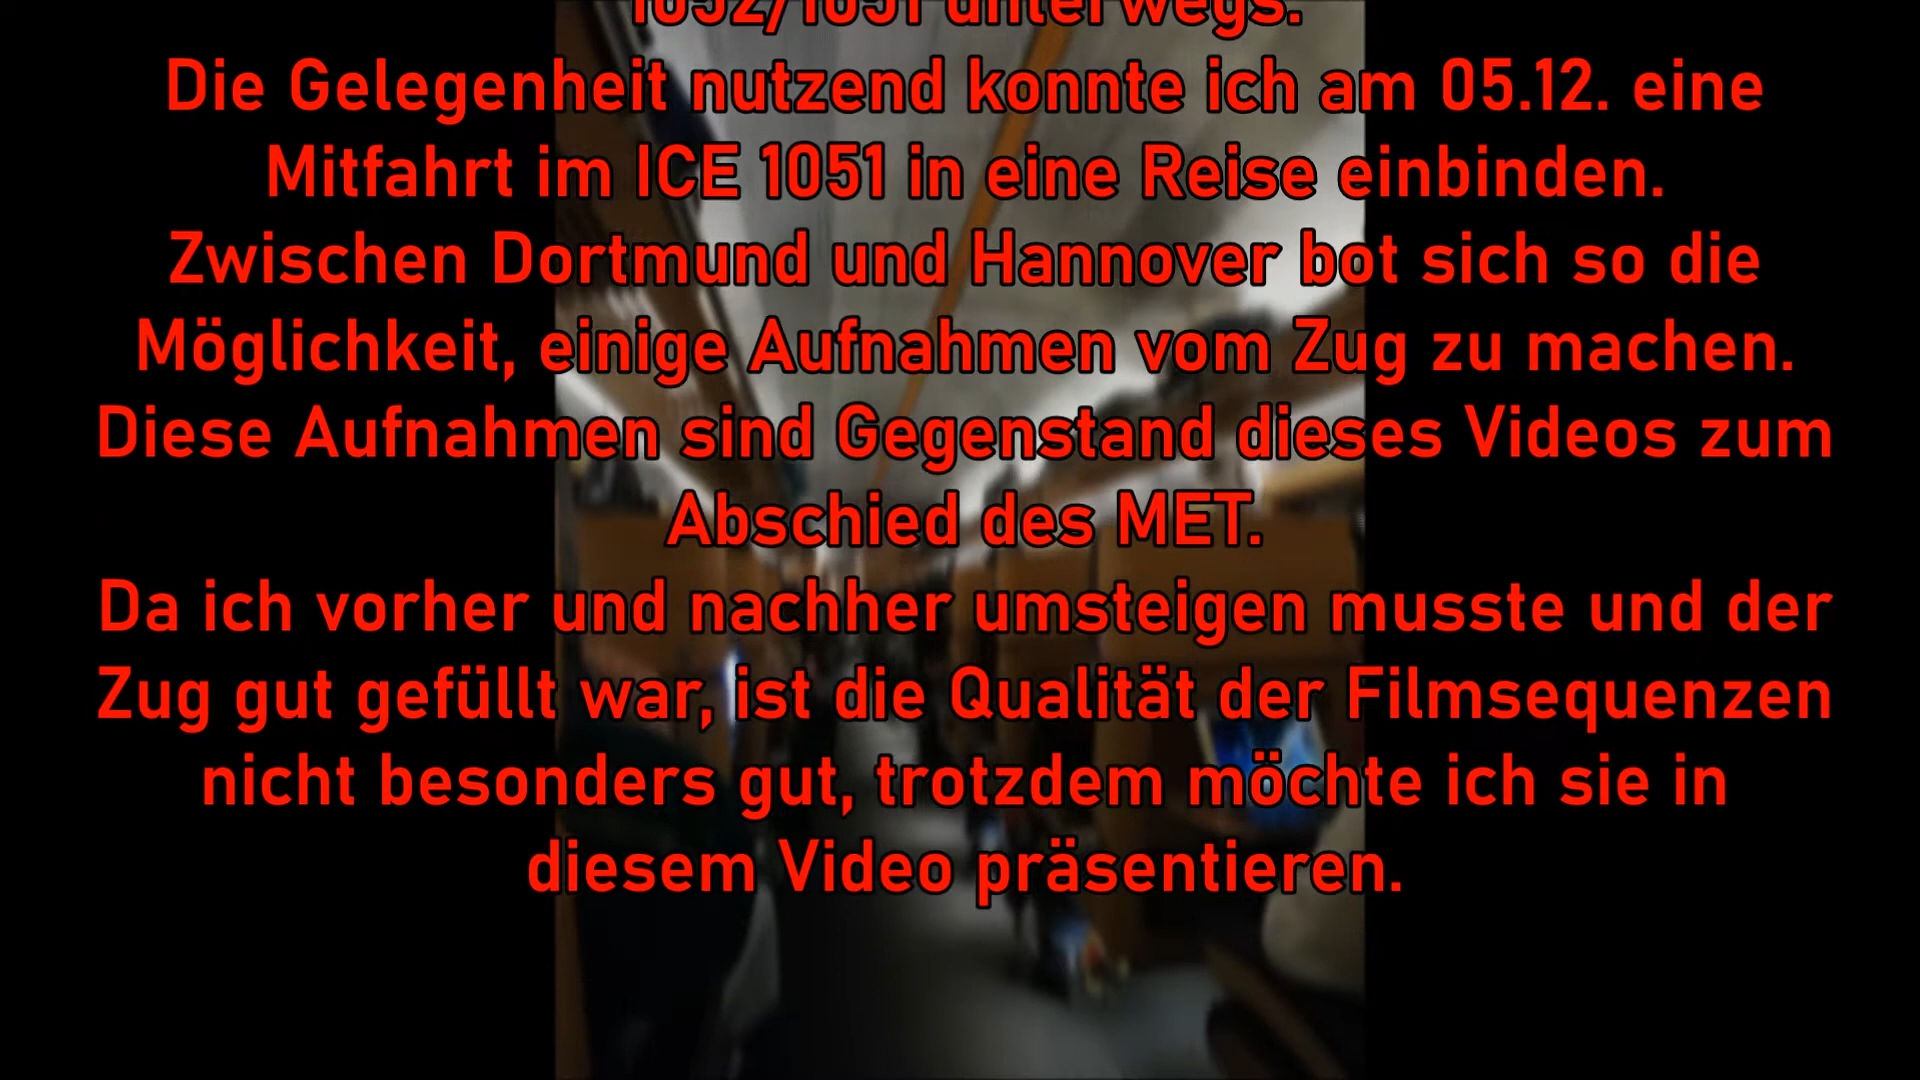 1052/1051 unterwegs.
Die Gelegenheit nutzend konnte ich am 05.12. eine
Mitfahrt im ICE 1051 in eine Reise einbinden.
Zwischen Dortmund und Hannover bot sich so die
Möglichkeit, einige Aufnahmen vom Zug zu machen.
Diese Aufnahmen sind Gegenstand dieses Videos zum
Abschied des MET.
Da ich vorher und nachher umsteigen musste und der
Zug gut gefüllt war, ist die Qualität der Filmsequenzen
nicht besonders gut, trotzdem möchte ich sie in
diesem Video präsentieren.